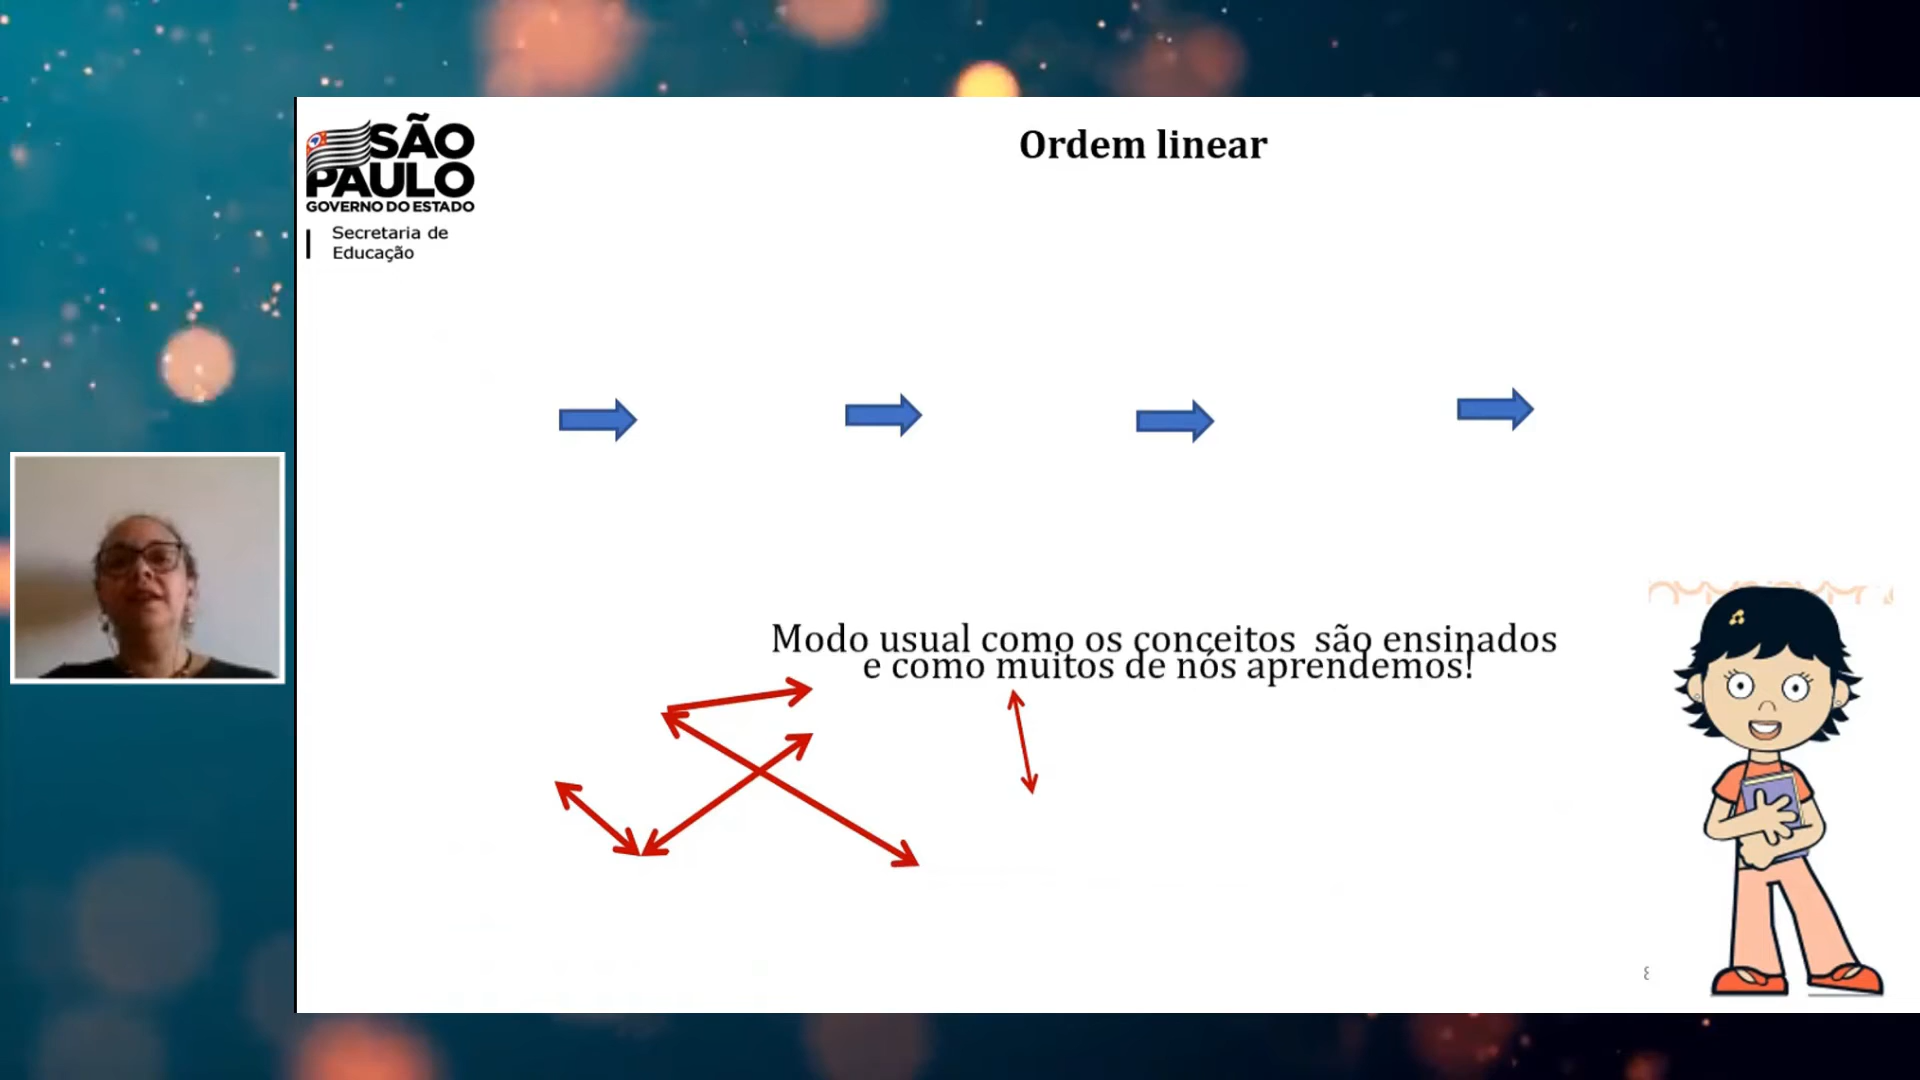 SÃO
PAULO
GOVERNO DO ESTADO
Secretaria de
Educação
Ordem linear
Modo usual como os conceitos são ensinados
e como muitos de nós aprendemos!